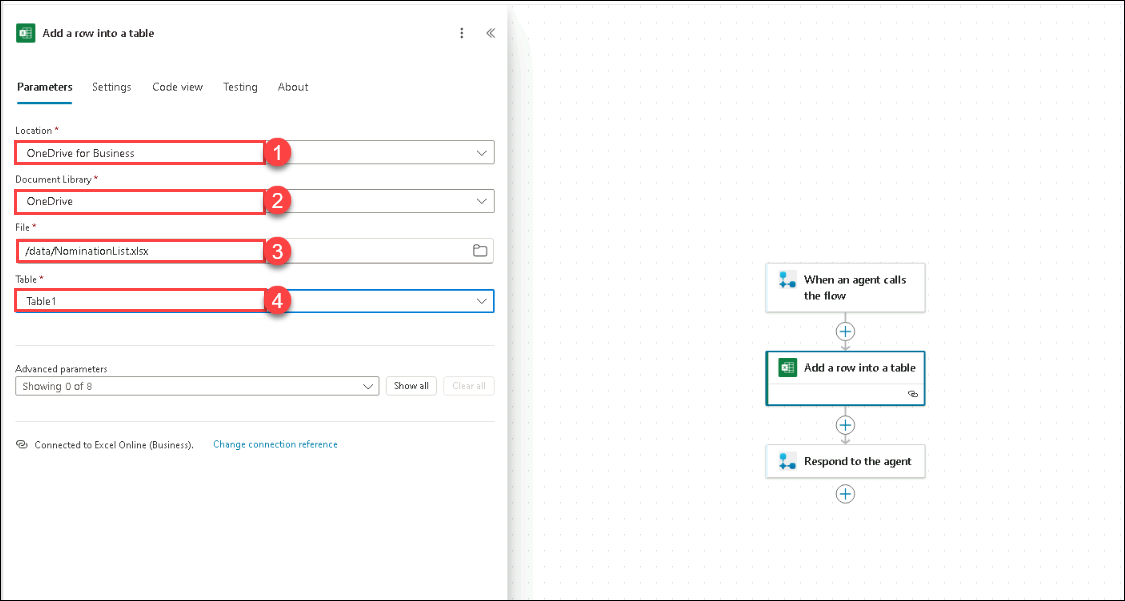 Add a row into a table
Parameters Settings Code view Testing About
Location *
OneDrive for Business 1
Document Library *
OneDrive 2
File *
/data/NominationList.xlsx 3
Table *
Table1 4
Advanced parameters
Showing 0 of 8 Show all Clear all
Connected to Excel Online (Business). Change connection reference
When an agent calls
the flow
Add a row into a table
Respond to the agent